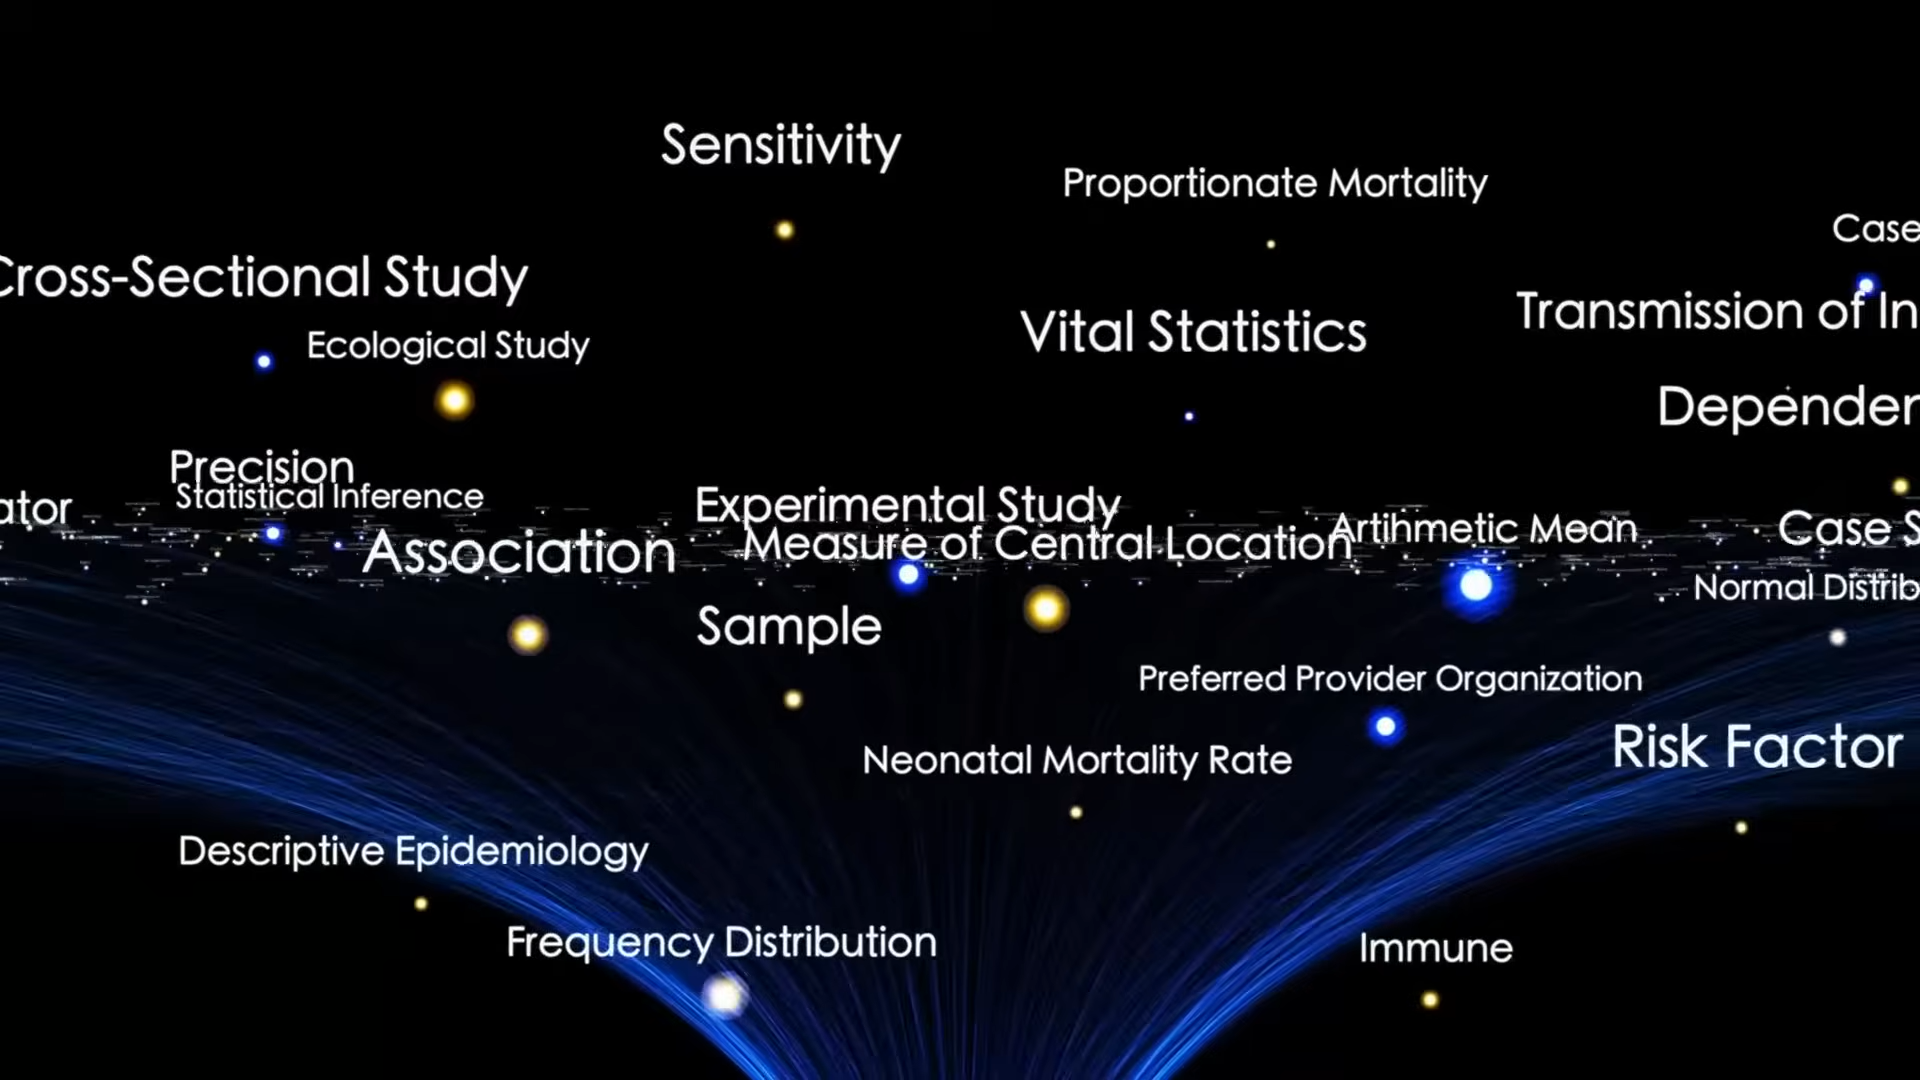 Sensitivity
Proportionate Mortality
Case
Cross-Sectional Study
Transmission of In
Vital Statistics
Ecological Study
Depender
Precision
Statistical Inference
ator
Experimental Study
Artihmetic Mean
Case S
Measure of Central Location
Association
Normal Distrib
Sample
Preferred Provider Organization
Risk Factor
Neonatal Mortality Rate
Descriptive Epidemiology
Frequency Distribution
Immune